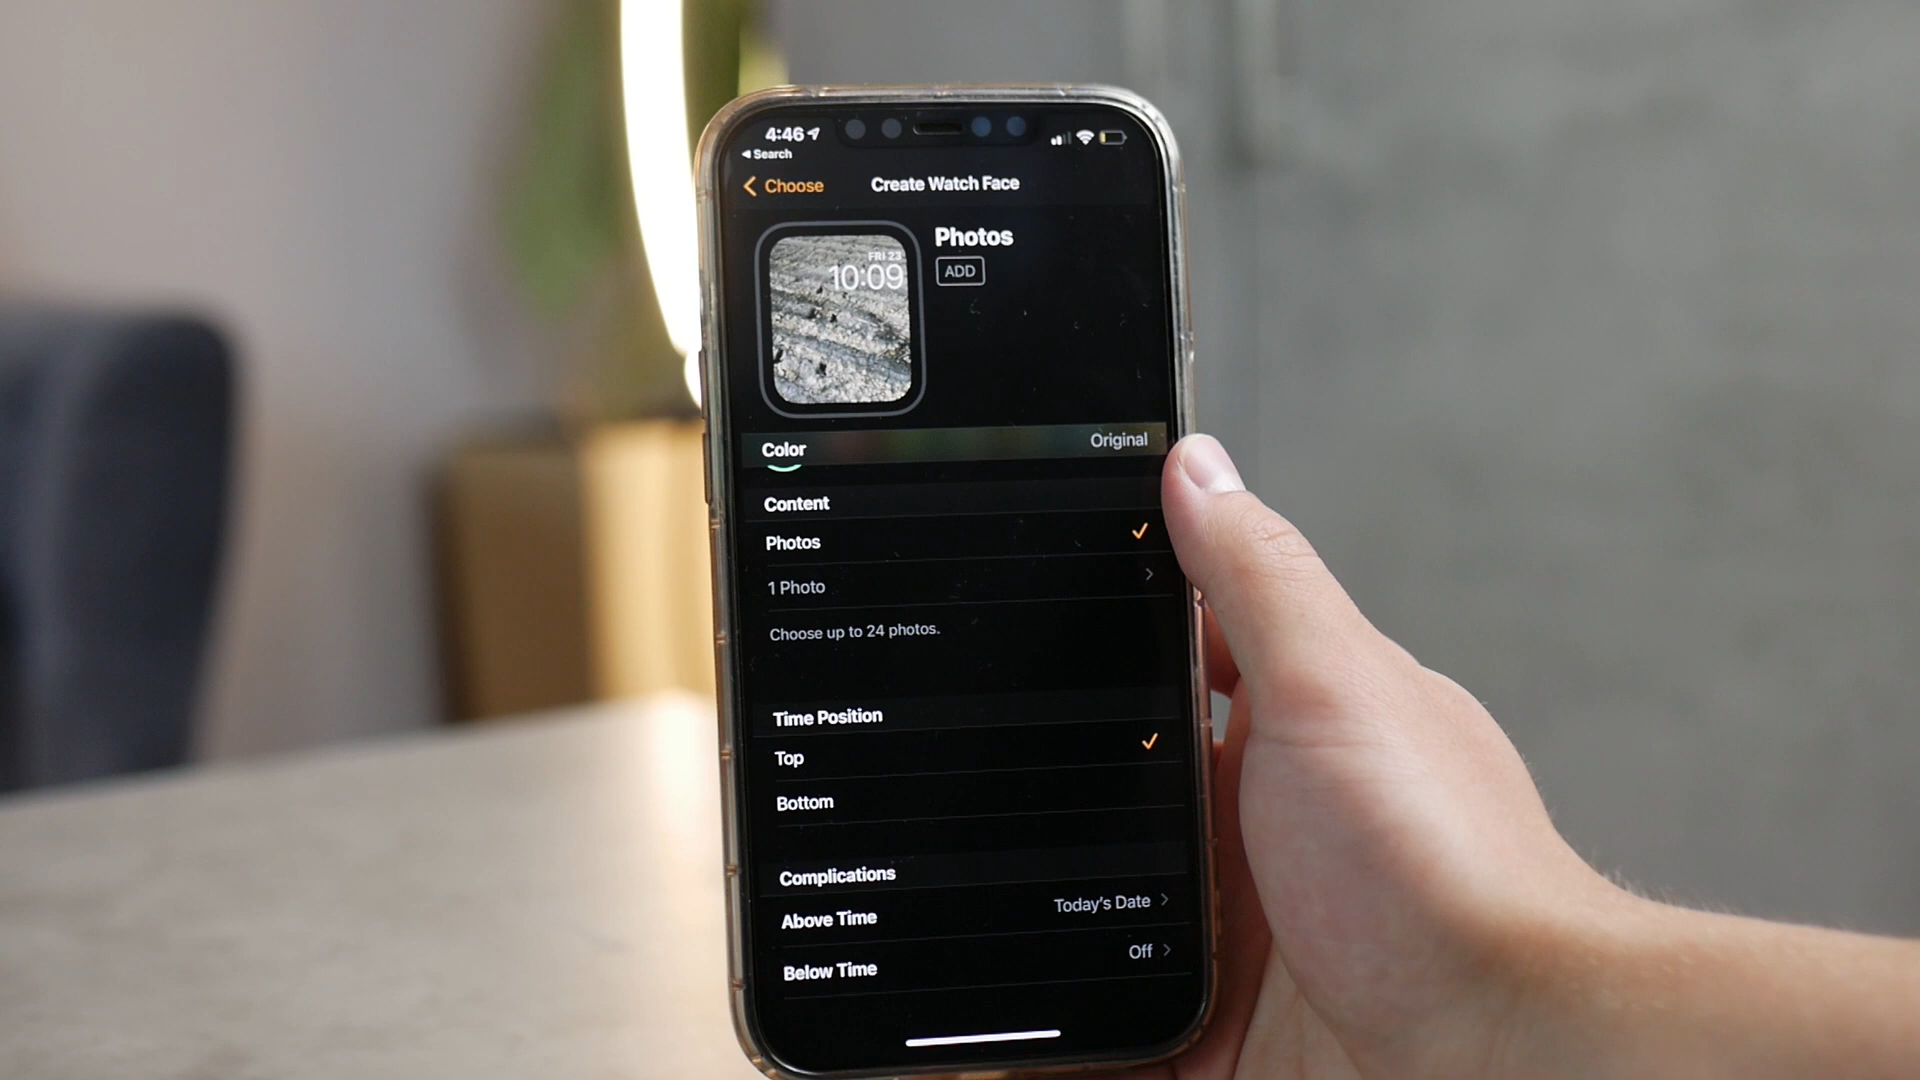 4:46
Search
Choose
Create Watch Face
FRI 23
10:09
Photos
ADD
Color
Original
Content
Photos
1 Photo
Choose up to 24 photos.
Time Position
Top
Bottom
Complications
Above Time
Today's Date
Below Time
Off